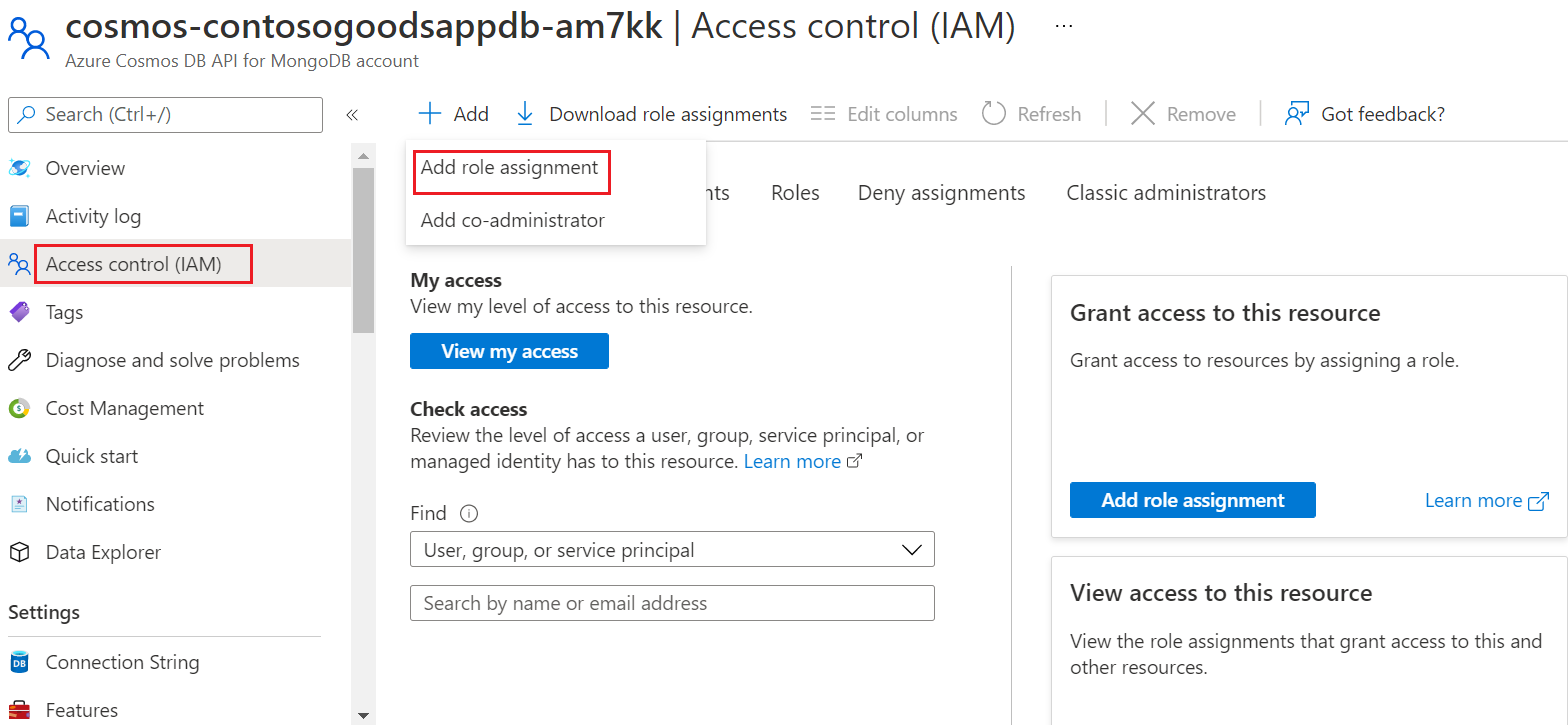 cosmos-contosogoodsappdb-am7kk | Access control (IAM) ...
Azure Cosmos DB API for MongoDB account
Search (Ctrl+/)
«
Add
Download role assignments
Edit columns
Refresh
Remove
Got feedback?
Add role assignment
Add co-administrator
Roles
Deny assignments
Classic administrators
Overview
Activity log
Access control (IAM)
Tags
Diagnose and solve problems
Cost Management
Quick start
Notifications
Data Explorer
Settings
Connection String
Features
My access
View my level of access to this resource.
View my access
Check access
Review the level of access a user, group, service principal, or
managed identity has to this resource. Learn more
Find
User, group, or service principal
Search by name or email address
Grant access to this resource
Grant access to resources by assigning a role.
Add role assignment
Learn more
View access to this resource
View the role assignments that grant access to this and
other resources.